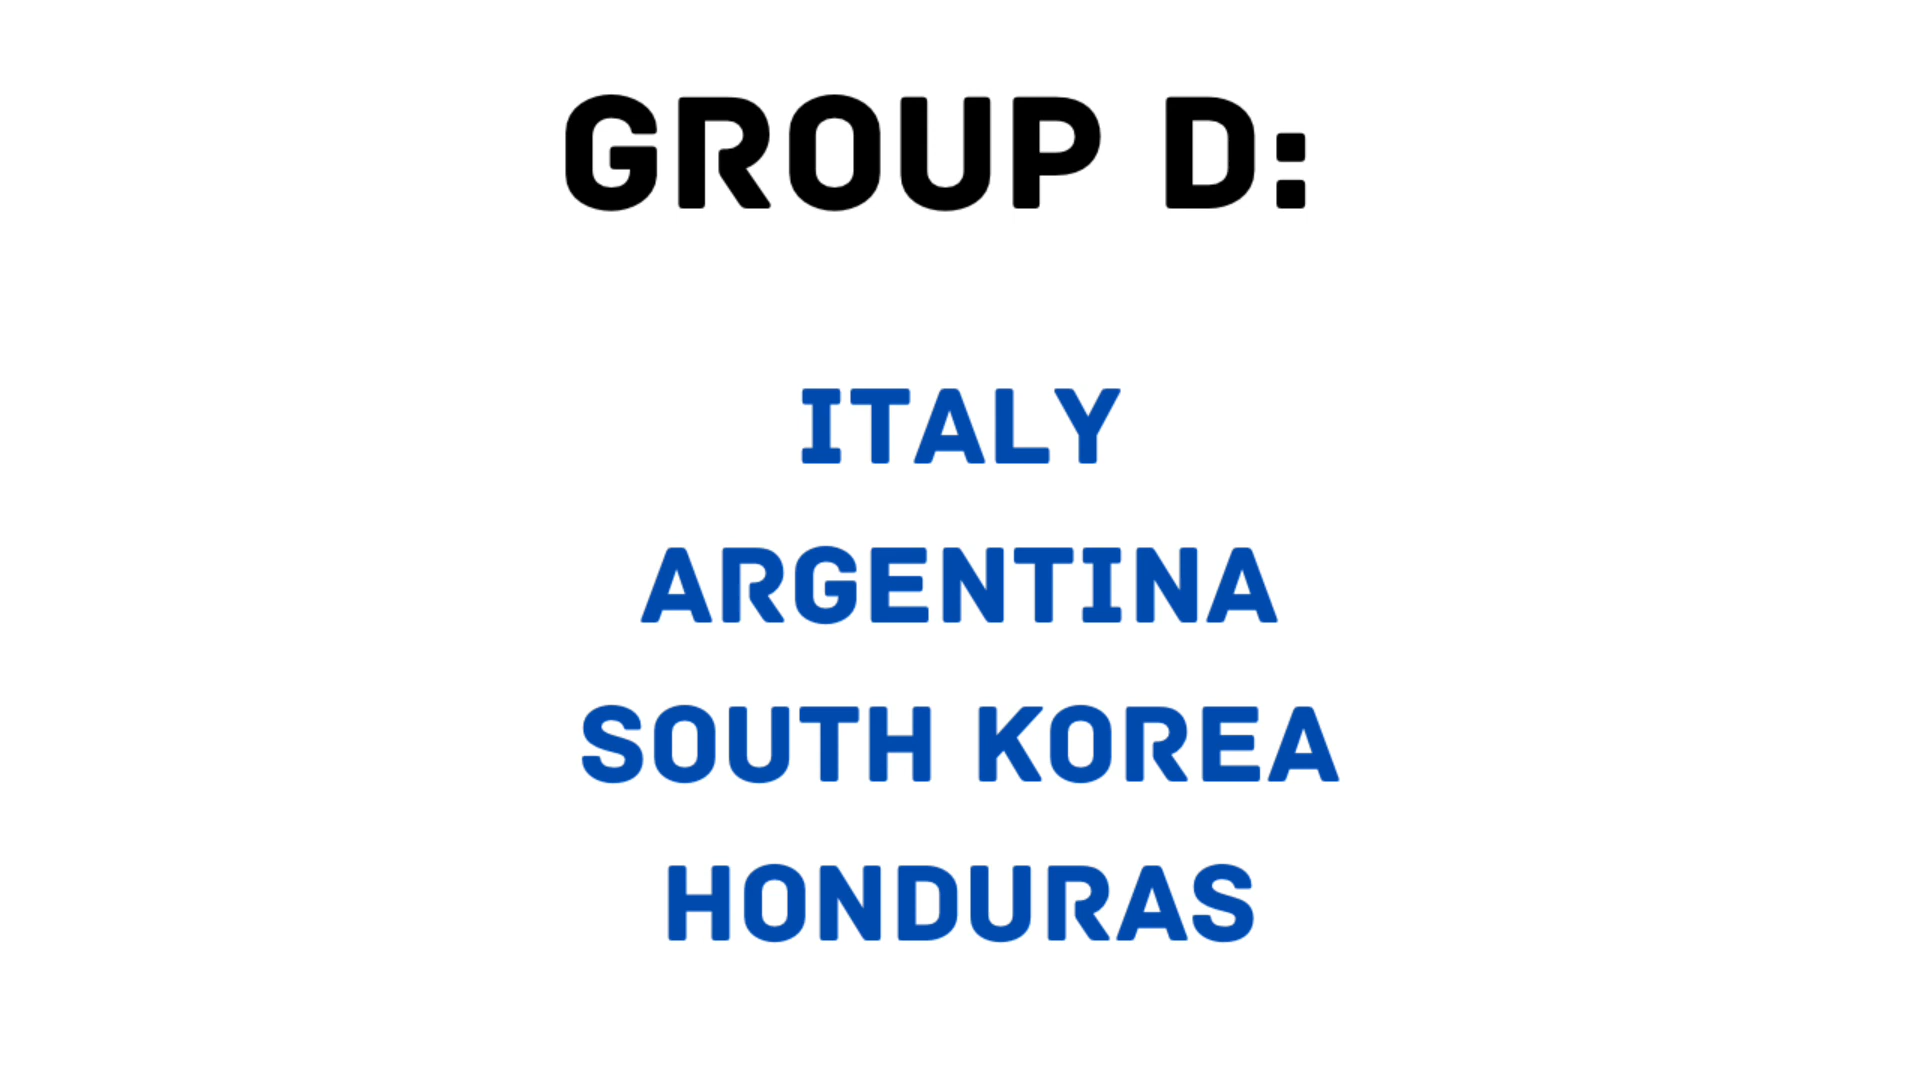 GROUP D:
ITALY
ARGENTINA
SOUTH KOREA
HONDURAS